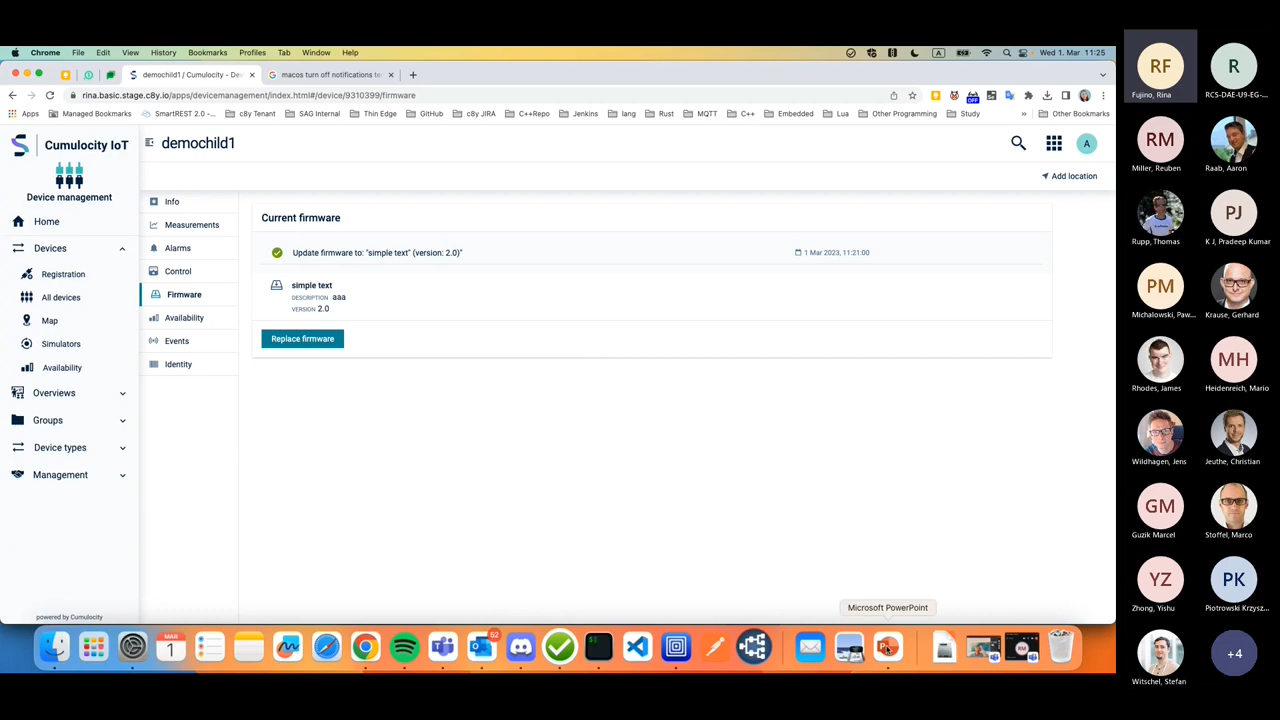 Chrome File Edit View History Bookmarks Profiles Tab Window Help
A
Wed 1. Mar 11:25
demochild1 / Cumulocity - De
macos turn off notifications te
rina.basic.stage.c8y.io/apps/devicemanagement/index.html#/device/9310399/firmware
OFF
Apps Managed Bookmarks SmartREST 2.0 - th... c8y Tenant SAG Internal Thin Edge GitHub c8y JIRA C++Repo Jenkins lang Rust MQTT C++ Embedded Lua Other Programming Study » Other Bookmarks
Cumulocity IoT
demochild1
A
Device management
Add location
Home
Devices
Registration
All devices
Map
Simulators
Availability
Overviews
Groups
Device types
Management
powered by Cumulocity
Info
Measurements
Alarms
Control
Firmware
Availability
Events
Identity
Current firmware
Update firmware to: "simple text" (version: 2.0)"
1 Mar 2023, 11:21:00
simple text
DESCRIPTION aaa
VERSION 2.0
Replace firmware
Microsoft PowerPoint
MAR
1
52
RF
Fujino, Rina
R
RCS-DAE-U9-EG-...
RM
Miller, Reuben
Raab, Aaron
Rupp, Thomas
PJ
K J, Pradeep Kumar
PM
Michalowski, Paw...
Krause, Gerhard
Rhodes, James
MH
Heidenreich, Mario
Wildhagen, Jens
Jeuthe, Christian
GM
Guzik Marcel
Stoffel, Marco
YZ
Zhong, Yishu
PK
Piotrowski Krzysz...
Witschel, Stefan
+4